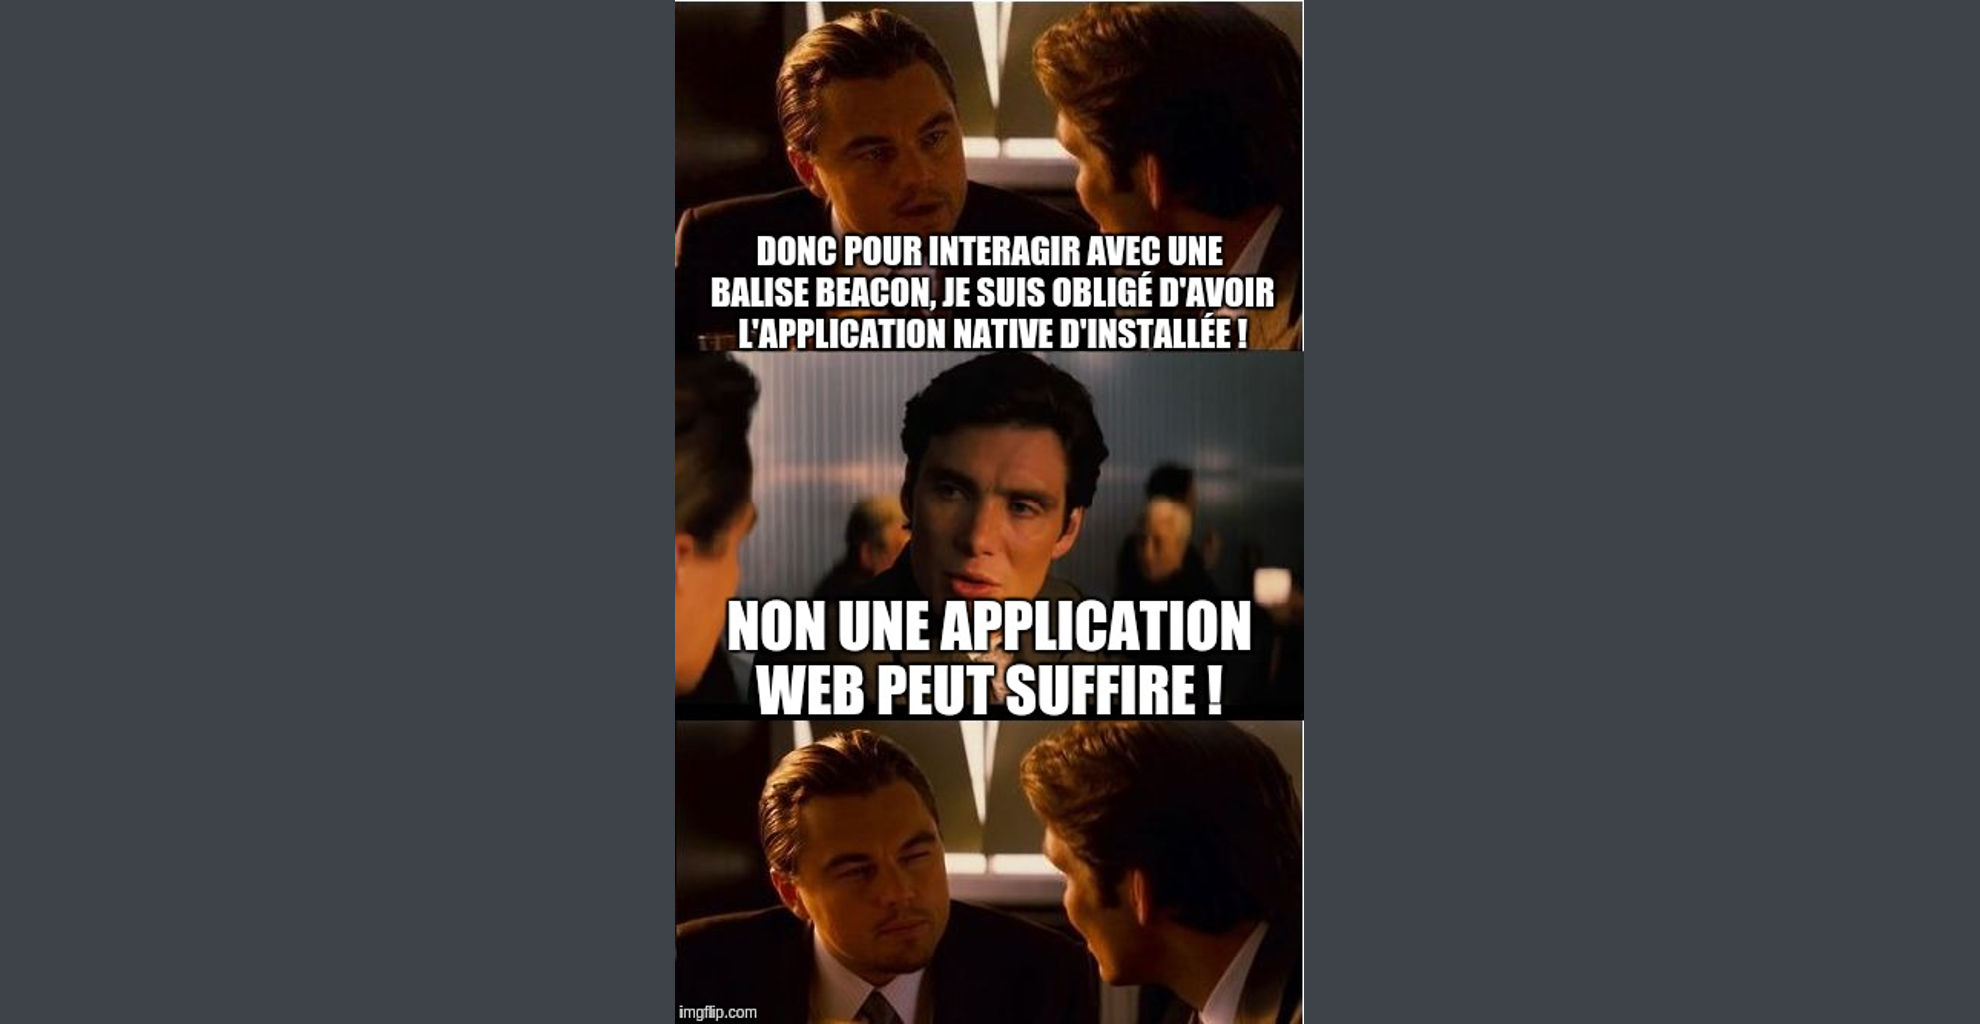 DONC POUR INTERAGIR AVEC UNE
BALISE BEACON, JE SUIS OBLIGÉ D'AVOIR
L'APPLICATION NATIVE D'INSTALLÉE !
NON UNE APPLICATION
WEB PEUT SUFFIRE !
imgflip.com